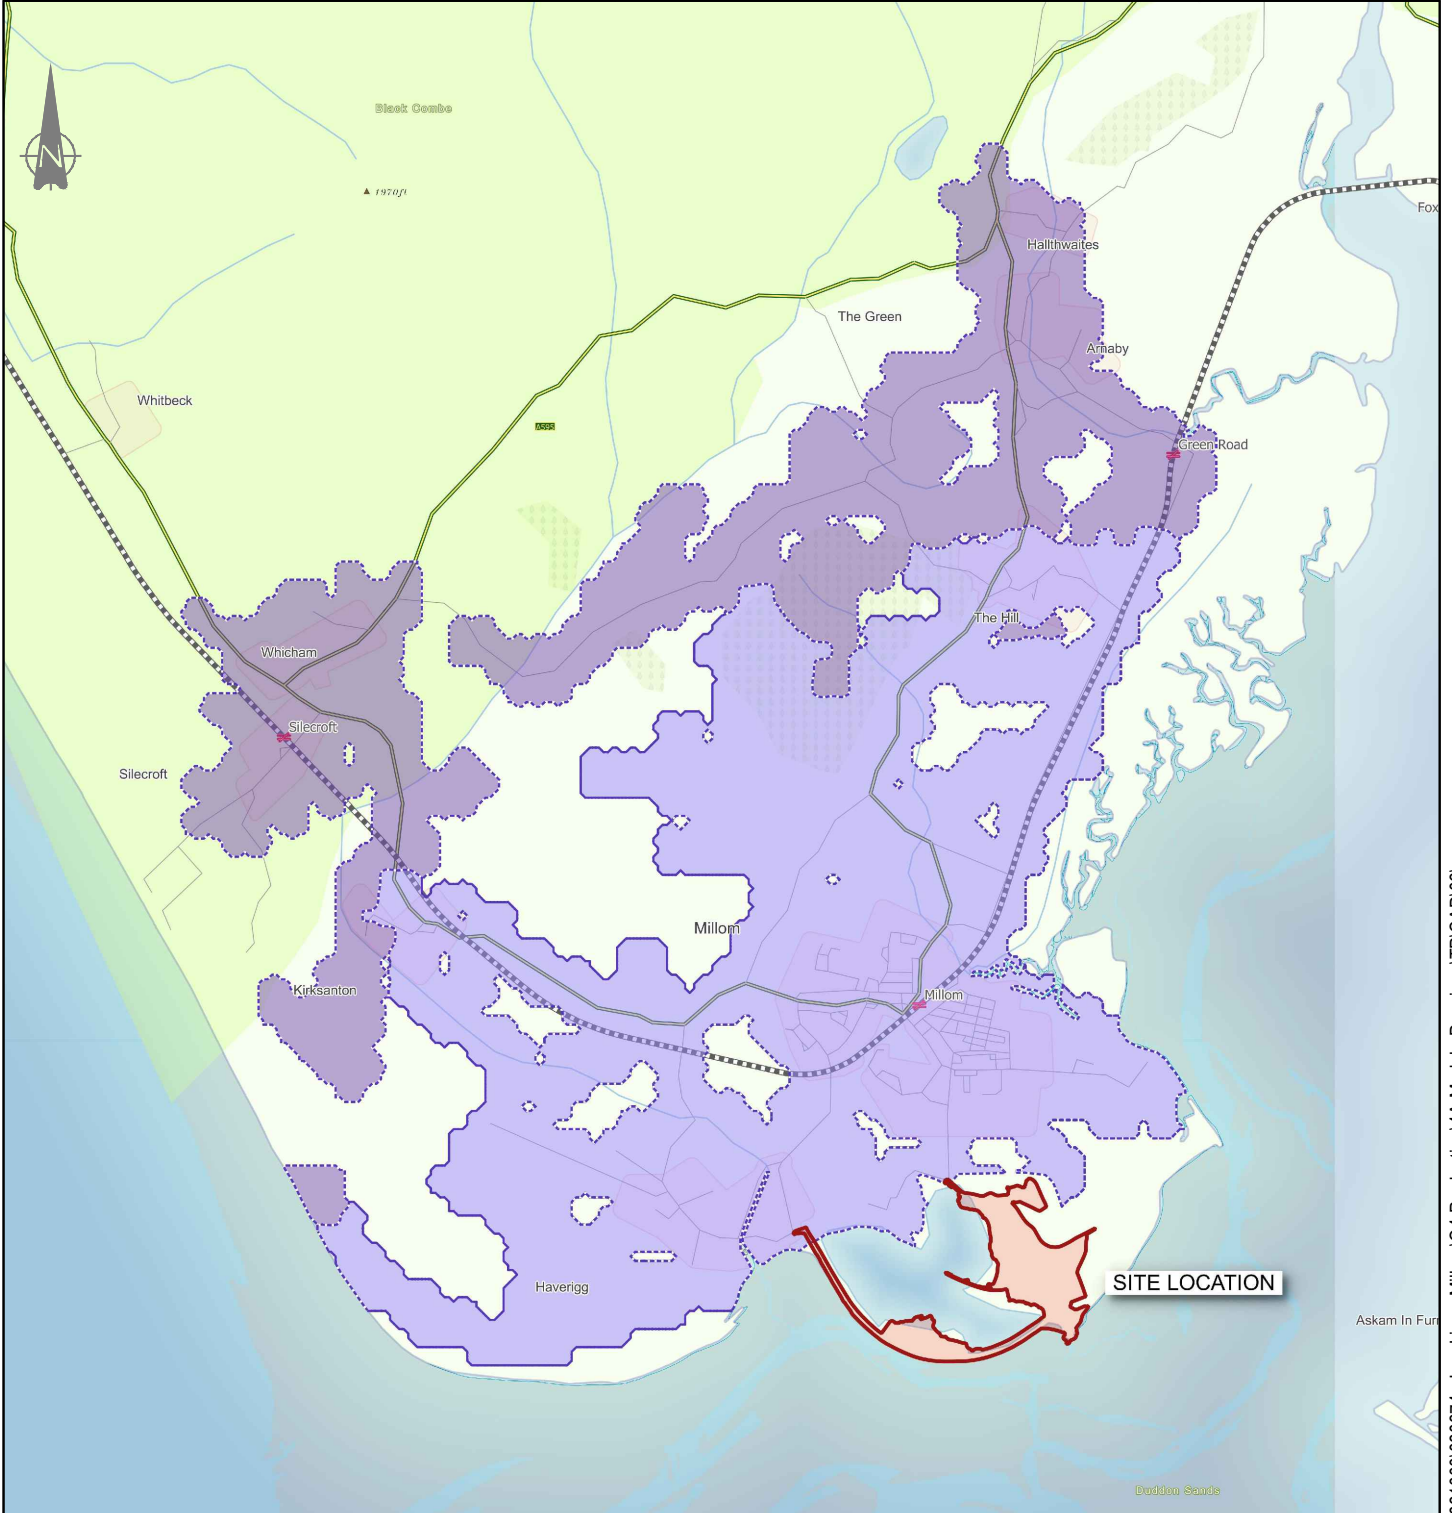 Black Combe
1970ft
N
Fox
Hallthwaites
The Green
Arnaby
Whitbeck
A595
Green Road
The Hill
Whicham
Silecroft
Silecroft
Millom
Kirksanton
Millom
SITE LOCATION
Haverigg
Askam In Furn
Duddon Sands